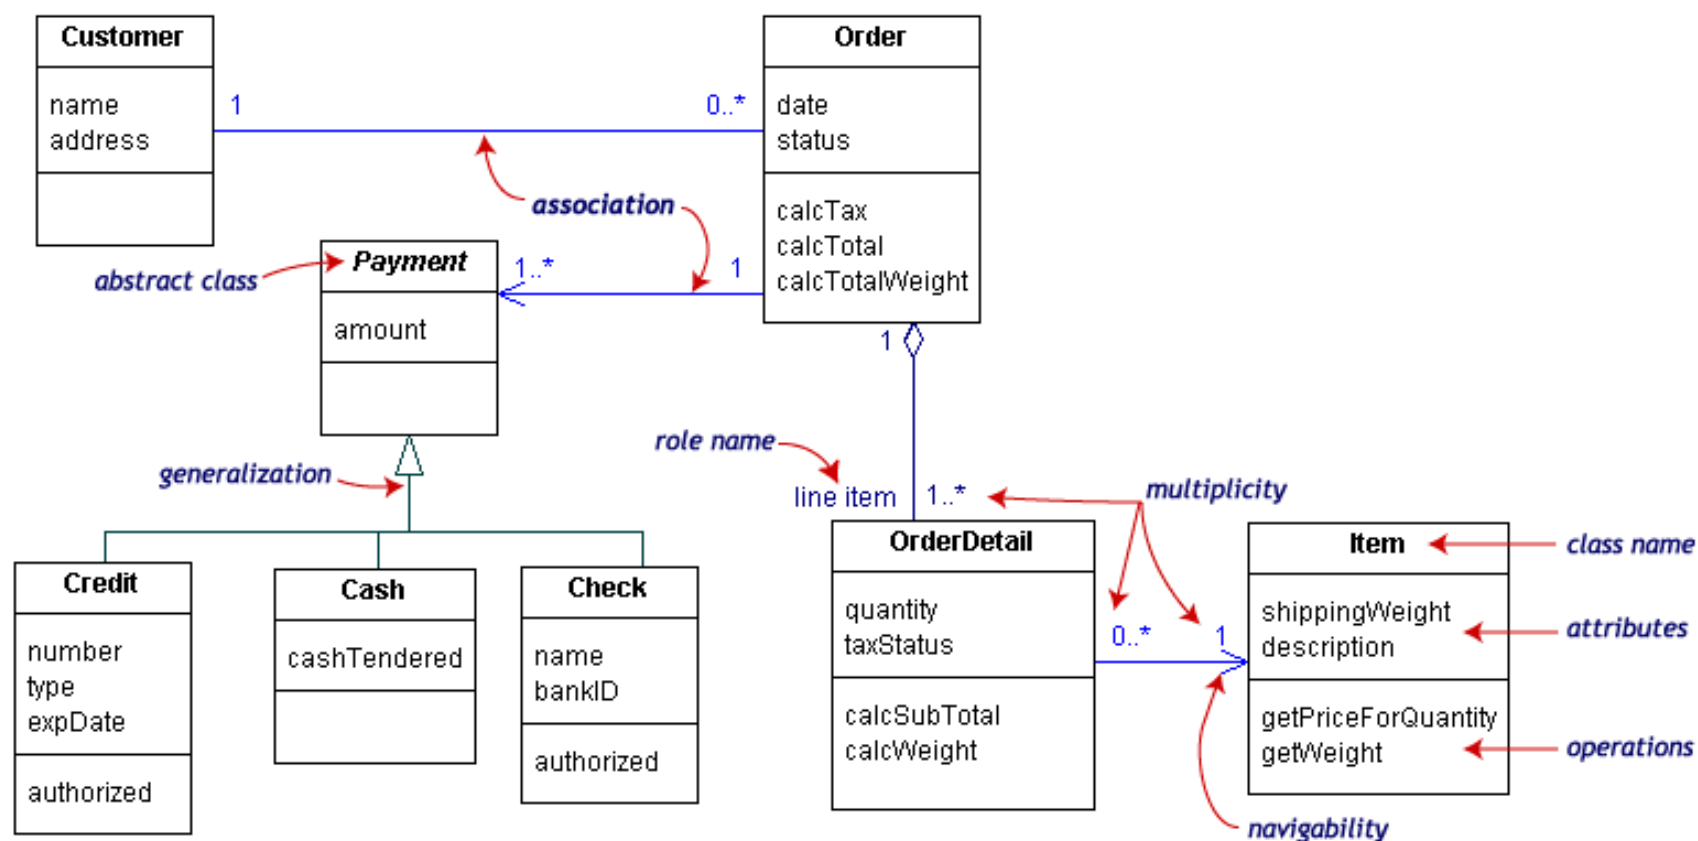 Customer
name
address
1
0..*
Order
date
status
calcTax
calcTotal
calcTotalWeight
association
abstract class
Payment
amount
1..*
1
1
generalization
role name
line item
1..*
multiplicity
Credit
number
type
expDate
authorized
Cash
cashTendered
Check
name
bankID
authorized
OrderDetail
quantity
taxStatus
calcSubTotal
calcWeight
0..*
1
Item
shippingWeight
description
getPriceForQuantity
getWeight
class name
attributes
operations
navigability